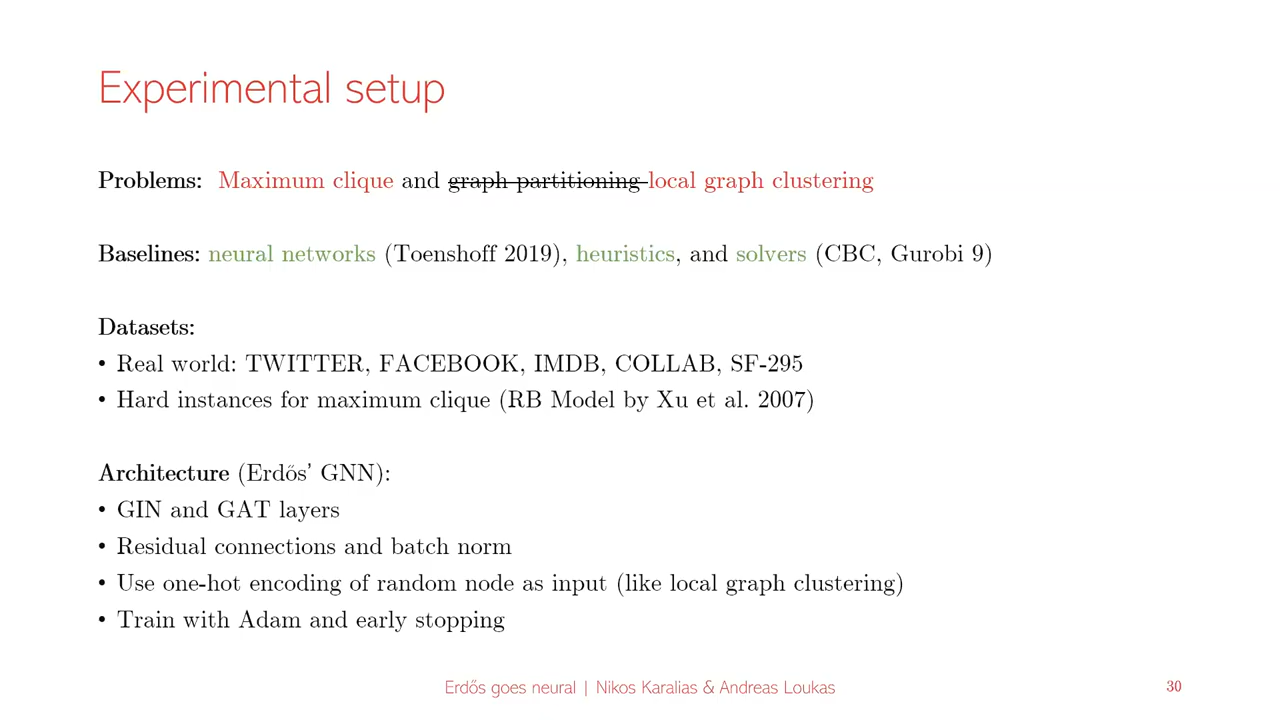 Experimental setup
Problems: Maximum clique and graph partitioning local graph clustering
Baselines: neural networks (Toenshoff 2019), heuristics, and solvers (CBC, Gurobi 9)
Datasets:
• Real world: TWITTER, FACEBOOK, IMDB, COLLAB, SF-295
• Hard instances for maximum clique (RB Model by Xu et al. 2007)
Architecture (Erdős' GNN):
• GIN and GAT layers
• Residual connections and batch norm
• Use one-hot encoding of random node as input (like local graph clustering)
• Train with Adam and early stopping
Erdős goes neural | Nikos Karalias & Andreas Loukas
30